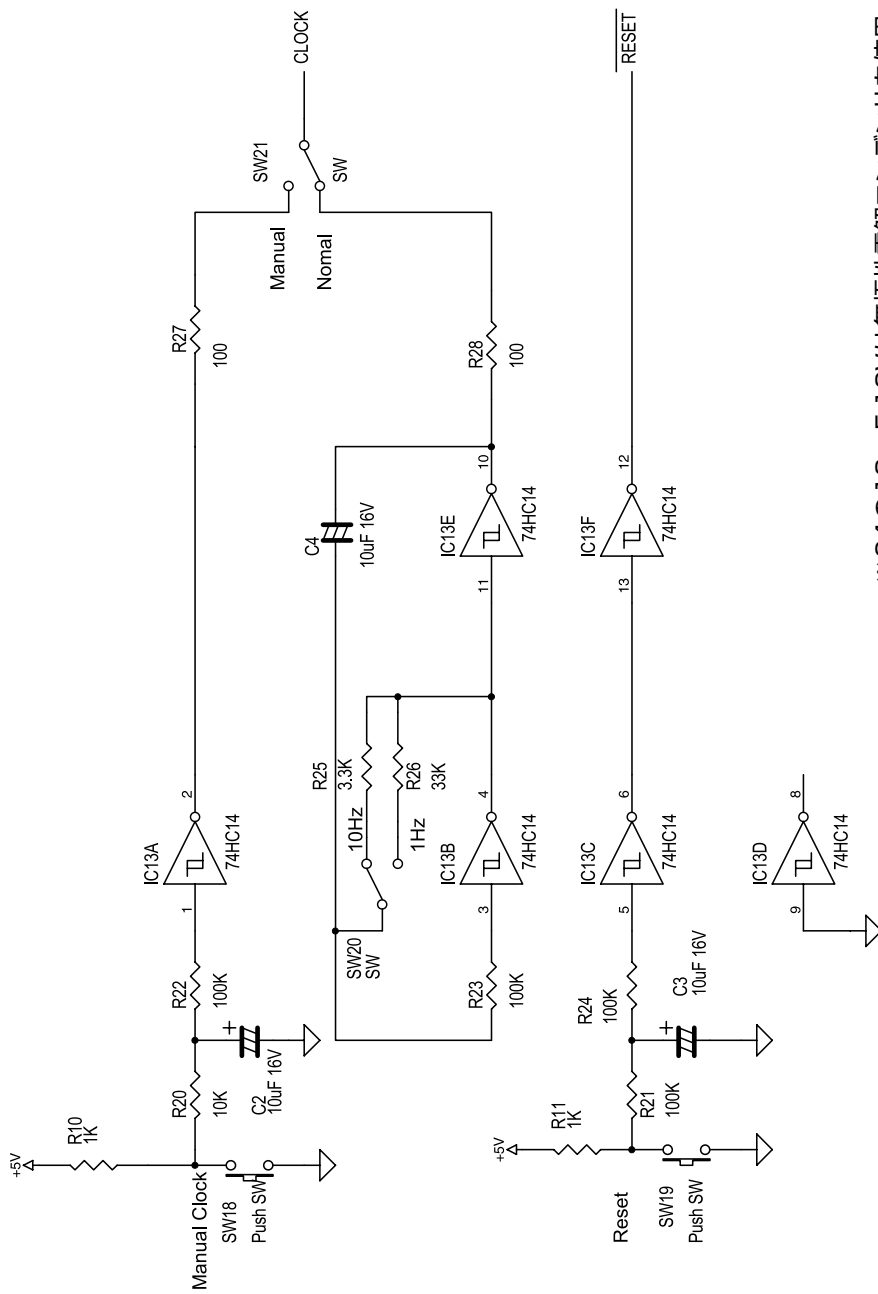 +5V
R10
1K
Manual Clock
SW18
Push SW
R20
10K
C2
10uF 16V
+
R22
100K
1
IC13A
74HC14
2
R27
100
SW21
Manual
Nomal
SW
CLOCK
C4
10uF 16V
R25
3.3K
10Hz
R26
33K
1Hz
SW20
SW
R23
100K
3
IC13B
74HC14
4
11
IC13E
74HC14
10
R28
100
+5V
R11
1K
Reset
SW19
Push SW
R21
100K
C3
10uF 16V
+
R24
100K
5
IC13C
74HC14
6
13
IC13F
74HC14
12
RESET
9
IC13D
74HC14
8